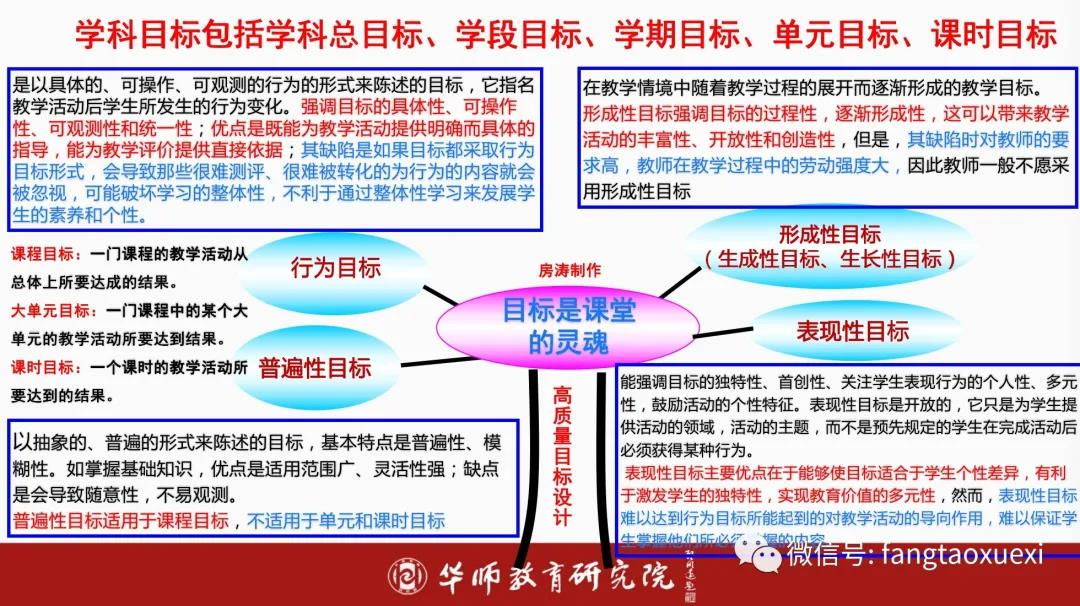 学科目标包括学科总目标、学段目标、学期目标、单元目标、课时目标
是以具体的、可操作、可观测的行为的形式来陈述的目标，它指名
教学活动后学生所发生的行为变化。强调目标的具体性、可操作
性、可观测性和统一性；优点是既能为教学活动提供明确而具体的
指导，能为教学评价提供直接依据；其缺陷是如果目标都采取行为
目标形式，会导致那些很难测评、很难被转化的为行为的内容就会
被忽视，可能破坏学习的整体性，不利于通过整体性学习来发展学
生的素养和个性。
在教学情境中随着教学过程的展开而逐渐形成的教学目标。
形成性目标强调目标的过程性，逐渐形成性，这可以带来教学
活动的丰富性、开放性和创造性，但是，其缺陷时对教师的要
求高，教师在教学过程中的劳动强度大，因此教师一般不愿采
用形成性目标
课程目标：一门课程的教学活动从
总体上所要达成的结果。
大单元目标：一门课程中的某个大
单元的教学活动所要达到结果。
课时目标：一个课时的教学活动所
要达到的结果。
行为目标
普遍性目标
房涛制作
目标是课堂
的灵魂
形成性目标
（生成性目标、生长性目标）
表现性目标
高质量目标设计
以抽象的、普遍的形式来陈述的目标，基本特点是普遍性、模
糊性。如掌握基础知识，优点是适用范围广、灵活性强；缺点
是会导致随意性，不易观测。
普遍性目标适用于课程目标，不适用于单元和课时目标
能强调目标的独特性、首创性、关注学生表现行为的个人性、多元
性，鼓励活动的个性特征。表现性目标是开放的，它只是为学生提
供活动的领域，活动的主题，而不是预先规定的学生在完成活动后
必须获得某种行为。
表现性目标主要优点在于能够使目标适合于学生个性差异，有利
于激发学生的独特性，实现教育价值的多元性，然而，表现性目标
难以达到行为目标所能起到的对教学活动的导向作用，难以保证学
生掌握他们所必须掌握的内容
微信号: fangtaoxuexi
华师教育研究院